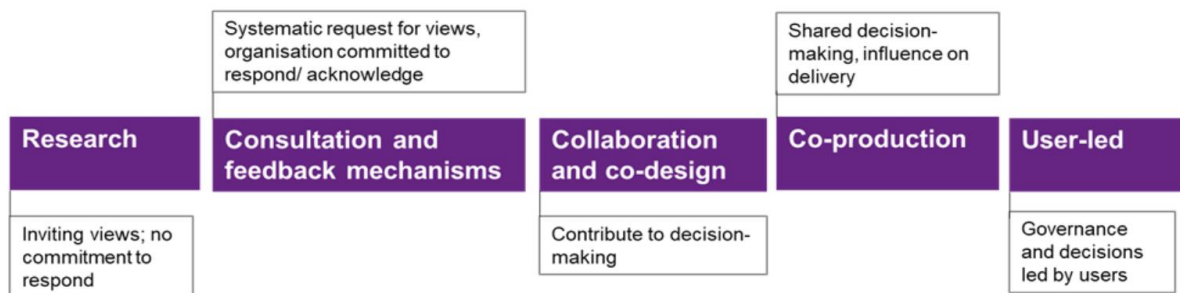 Systematic request for views,
organisation committed to
respond/ acknowledge
Shared decision-
making, influence on
delivery
Research
Consultation and
feedback mechanisms
Collaboration
and co-design
Co-production
User-led
Inviting views; no
commitment to
respond
Contribute to decision-
making
Governance
and decisions
led by users